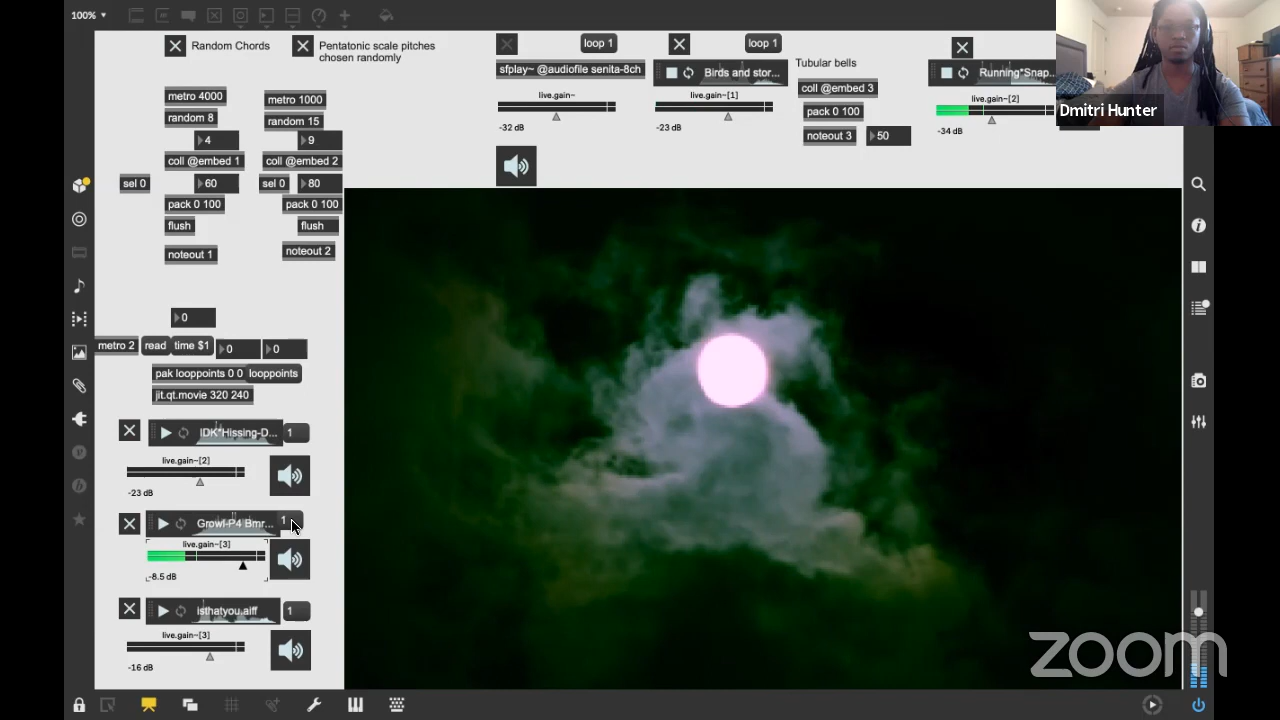 100%
Random Chords
Pentatonic scale pitches
chosen randomly
metro 4000
random 8
4
coll @embed 1
sel 0
60
pack 0 100
flush
noteout 1
metro 1000
random 15
9
coll @embed 2
sel 0
80
pack 0 100
flush
noteout 2
loop 1
sfplay~ @audiofile senita-8ch
live.gain~
-32 dB
loop 1
Birds and stor...
live.gain~[1]
-23 dB
Tubular bells
coll @embed 3
pack 0 100
noteout 3
50
Running*Snap...
live.gain~[2]
-34 dB
Dmitri Hunter
0
metro 2
read
time $1
0
0
pak looppoints 0 0
looppoints
jit.qt.movie 320 240
IDK*Hissing-D...
1
live.gain~[2]
-23 dB
Growl-P4 Bmr...
1
live.gain~[3]
-8.5 dB
isthatyou.aiff
1
live.gain~[3]
-16 dB
zoom